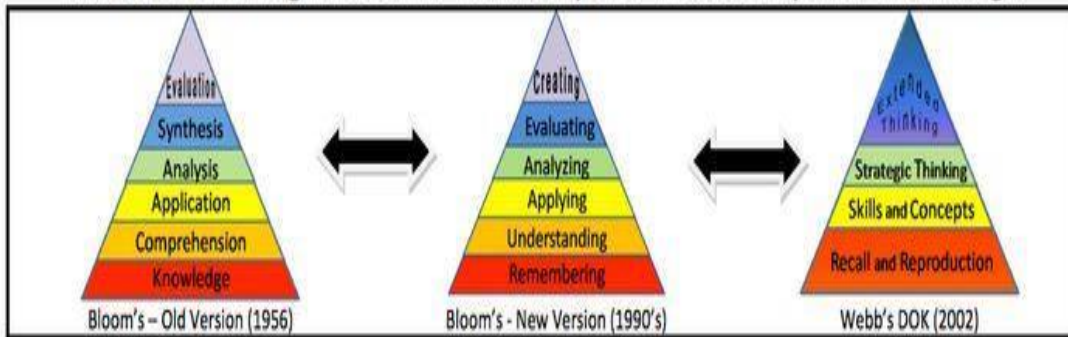 Evaluation
Synthesis
Analysis
Application
Comprehension
Knowledge
Bloom's – Old Version (1956)
Creating
Evaluating
Analyzing
Applying
Understanding
Remembering
Bloom's - New Version (1990's)
Extended
Thinking
Strategic Thinking
Skills and Concepts
Recall and Reproduction
Webb's DOK (2002)